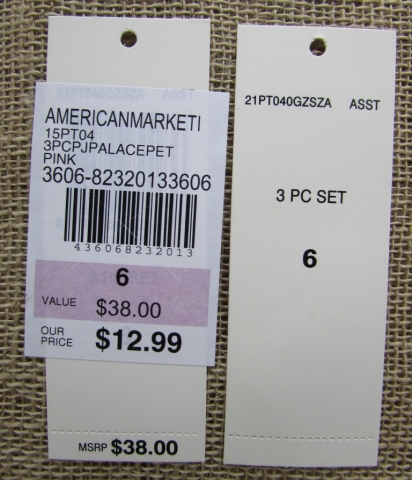 21PT040GZSZA ASST
AMERICANMARKETI
15PT04
3PCPJPALACEPET
PINK
3606-82320133606
436068232013
6
VALUE $38.00
OUR PRICE $12.99
MSRP $38.00
21PT040GZSZA ASST
3 PC SET
6